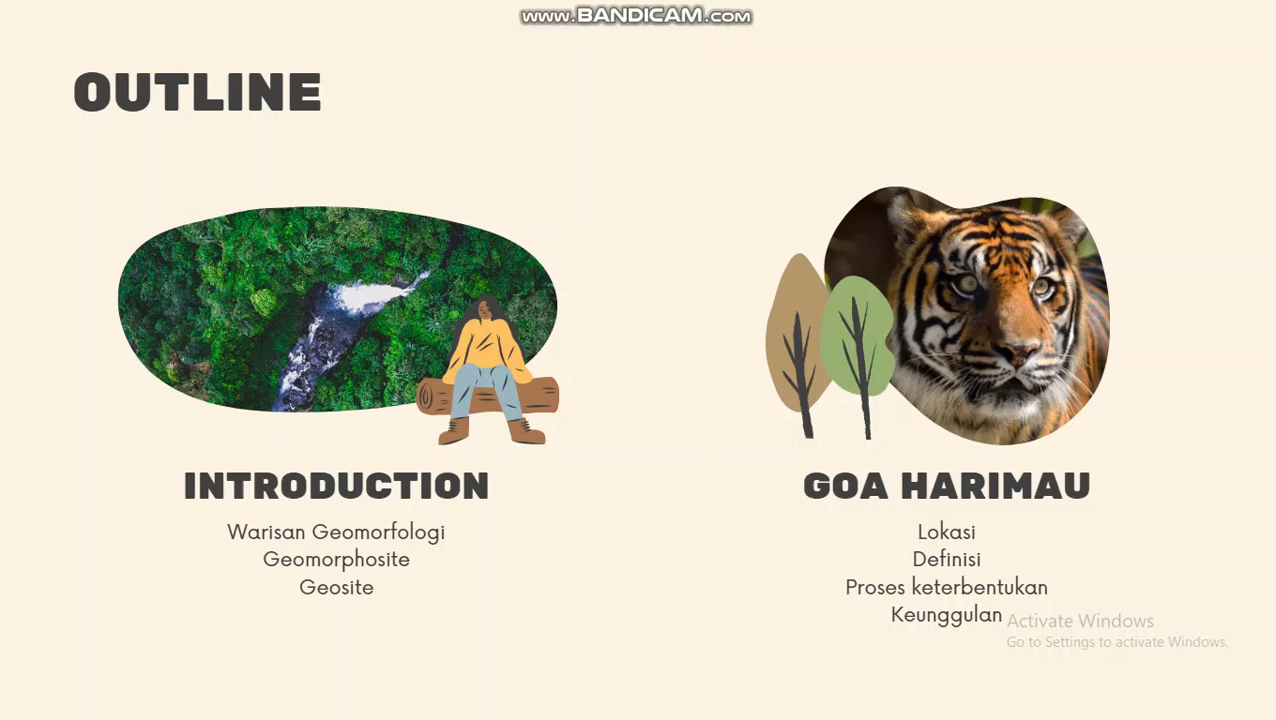 www.BANDICAM.com
OUTLINE
INTRODUCTION
Warisan Geomorfologi
Geomorphosite
Geosite
GOA HARIMAU
Lokasi
Definisi
Proses keterbentukan
Keunggulan
Activate Windows
Go to Settings to activate Windows.